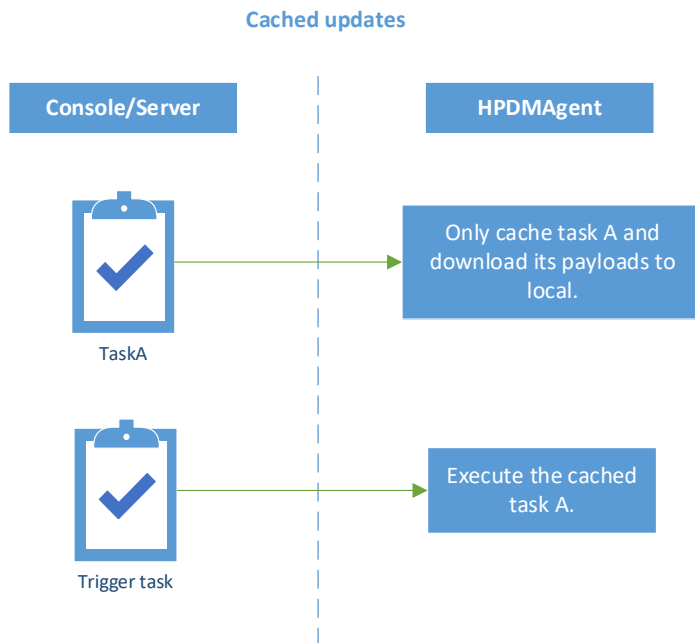 Cached updates
Console/Server
HPDMAgent
Only cache task A and
download its payloads to
local.
TaskA
Execute the cached
task A.
Trigger task